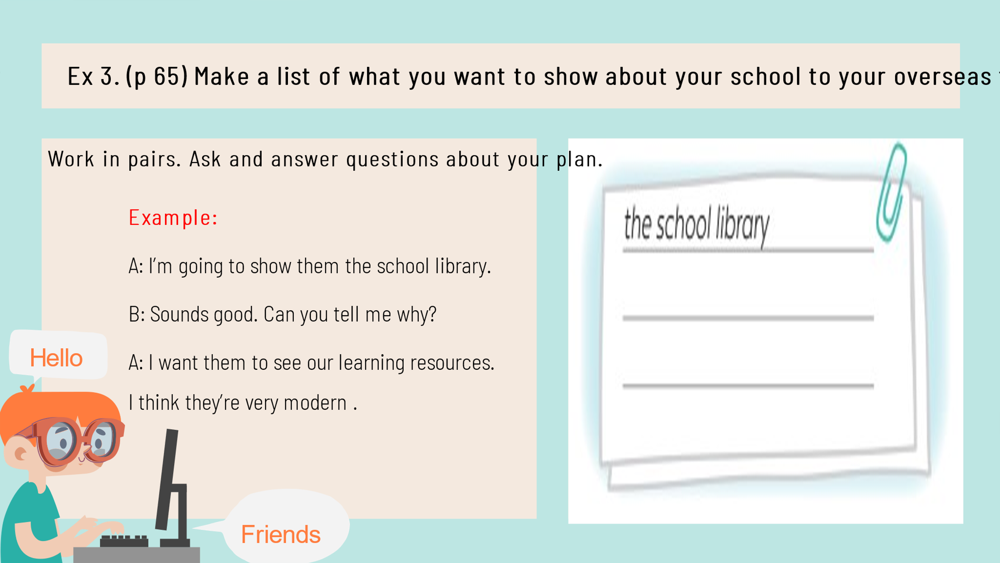 Ex 3. (p 65) Make a list of what you want to show about your school to your overseas
Work in pairs. Ask and answer questions about your plan.
Example:
A: I’m going to show them the school library.
B: Sounds good. Can you tell me why?
A: I want them to see our learning resources.
I think they’re very modern .
the school library
Hello
Friends